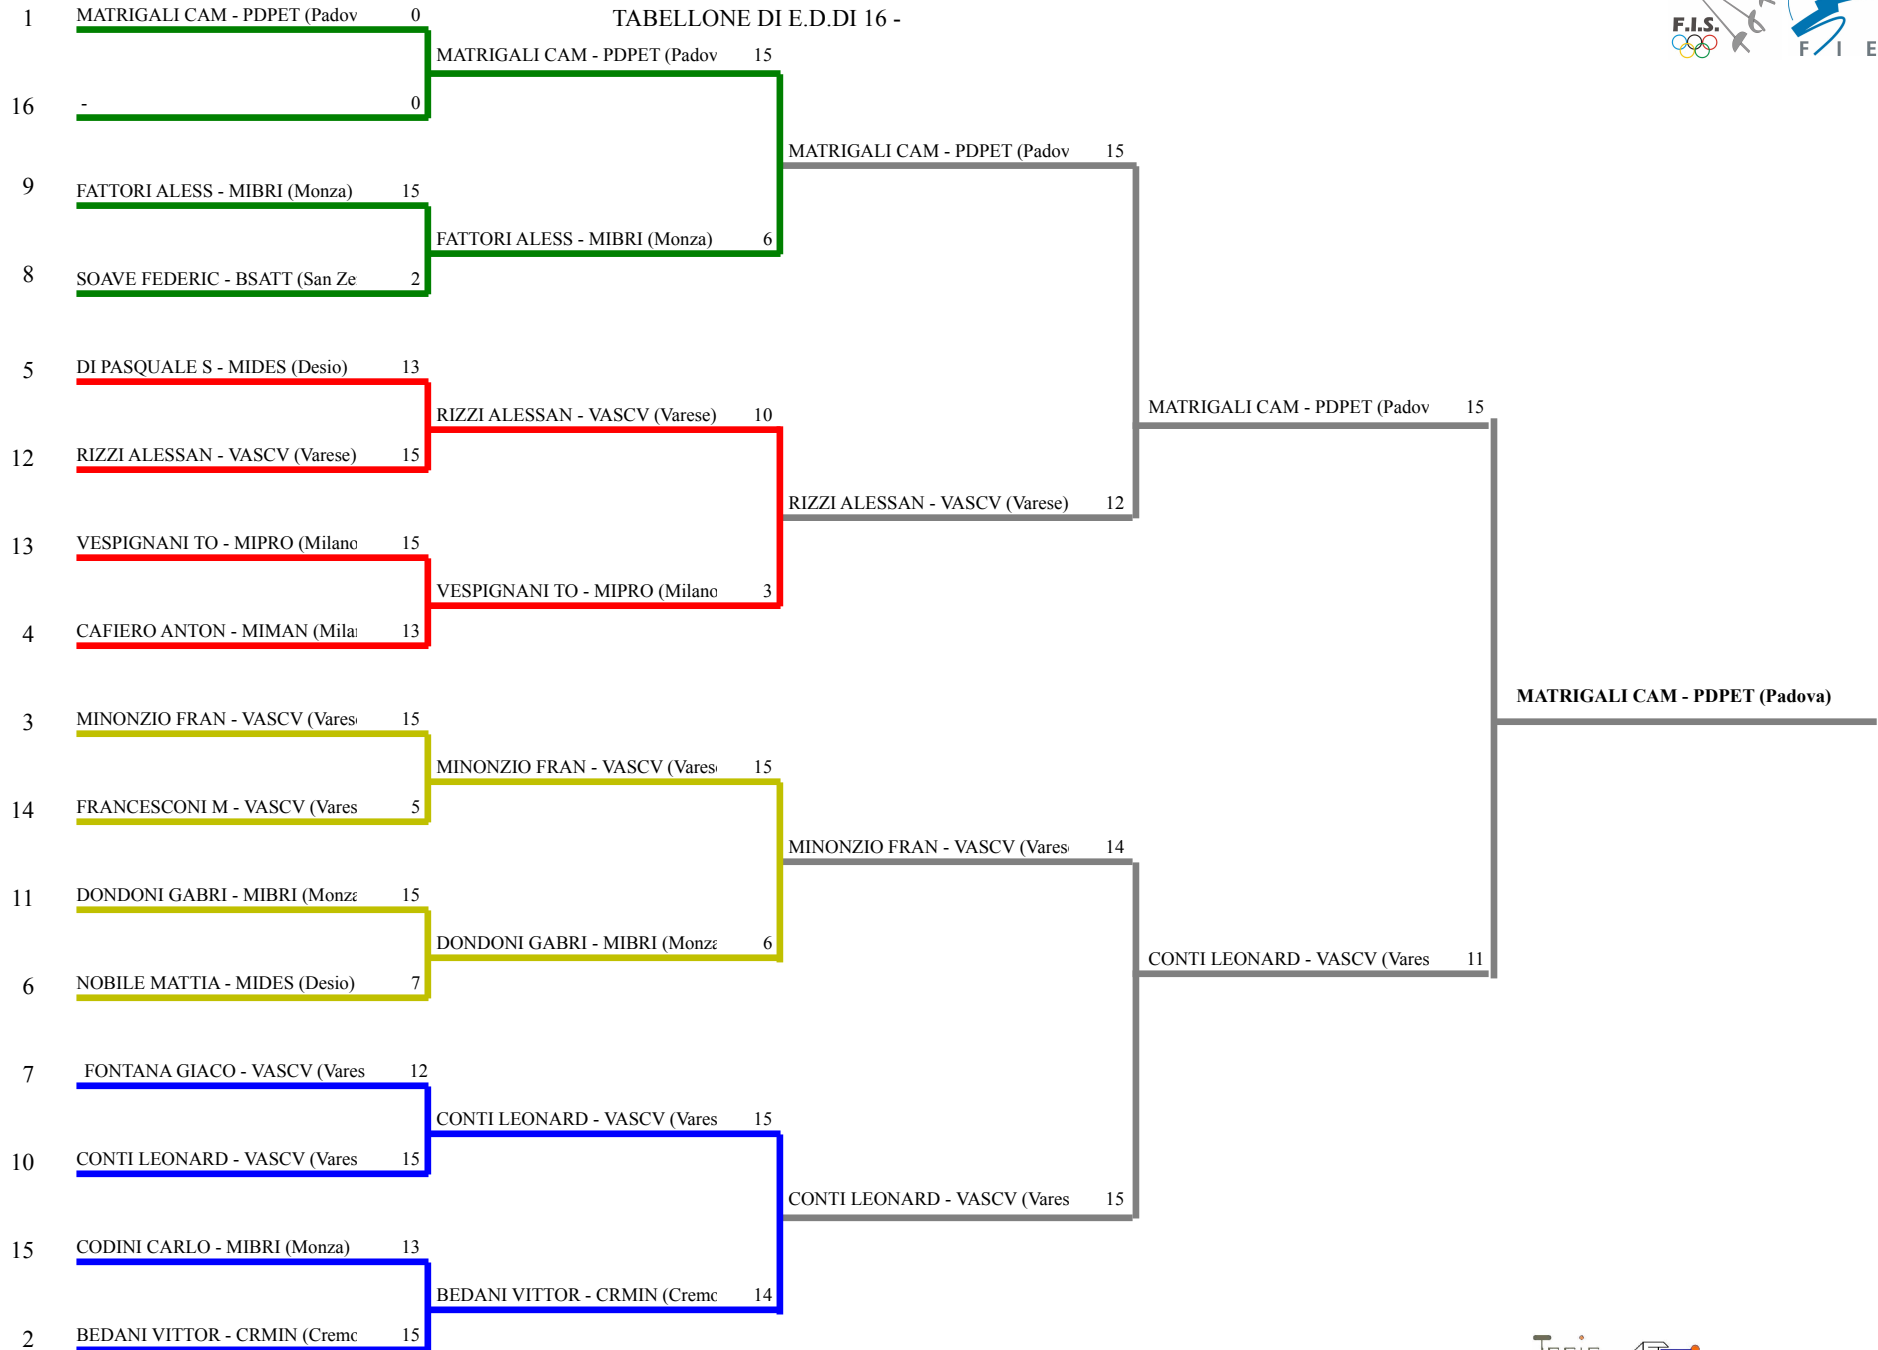 TABELLONE DI E.D.DI 16 -
F.I.S.
F I E
1 MATRIGALI CAM - PDPET (Padov 0
16 - 0
9 FATTORI ALESS - MIBRI (Monza) 15
8 SOAVE FEDERIC - BSATT (San Ze 2
5 DI PASQUALE S - MIDES (Desio) 13
12 RIZZI ALESSAN - VASCV (Varese) 15
13 VESPIGNANI TO - MIPRO (Milano 15
4 CAFIERO ANTON - MIMAN (Mila 13
3 MINONZIO FRAN - VASCV (Varese 15
14 FRANCESCONI M - VASCV (Vares 5
11 DONDONI GABRI - MIBRI (Monza 15
6 NOBILE MATTIA - MIDES (Desio) 7
7 FONTANA GIACO - VASCV (Vares 12
10 CONTI LEONARD - VASCV (Vares 15
15 CODINI CARLO - MIBRI (Monza) 13
2 BEDANI VITTOR - CRMIN (Cremo 15
MATRIGALI CAM - PDPET (Padov 15
FATTORI ALESS - MIBRI (Monza) 6
RIZZI ALESSAN - VASCV (Varese) 10
VESPIGNANI TO - MIPRO (Milano 3
MINONZIO FRAN - VASCV (Varese 15
DONDONI GABRI - MIBRI (Monza 6
CONTI LEONARD - VASCV (Vares 15
BEDANI VITTOR - CRMIN (Cremo 14
MATRIGALI CAM - PDPET (Padov 15
RIZZI ALESSAN - VASCV (Varese) 12
MINONZIO FRAN - VASCV (Varese 14
CONTI LEONARD - VASCV (Vares 15
MATRIGALI CAM - PDPET (Padov 15
CONTI LEONARD - VASCV (Vares 11
MATRIGALI CAM - PDPET (Padova)